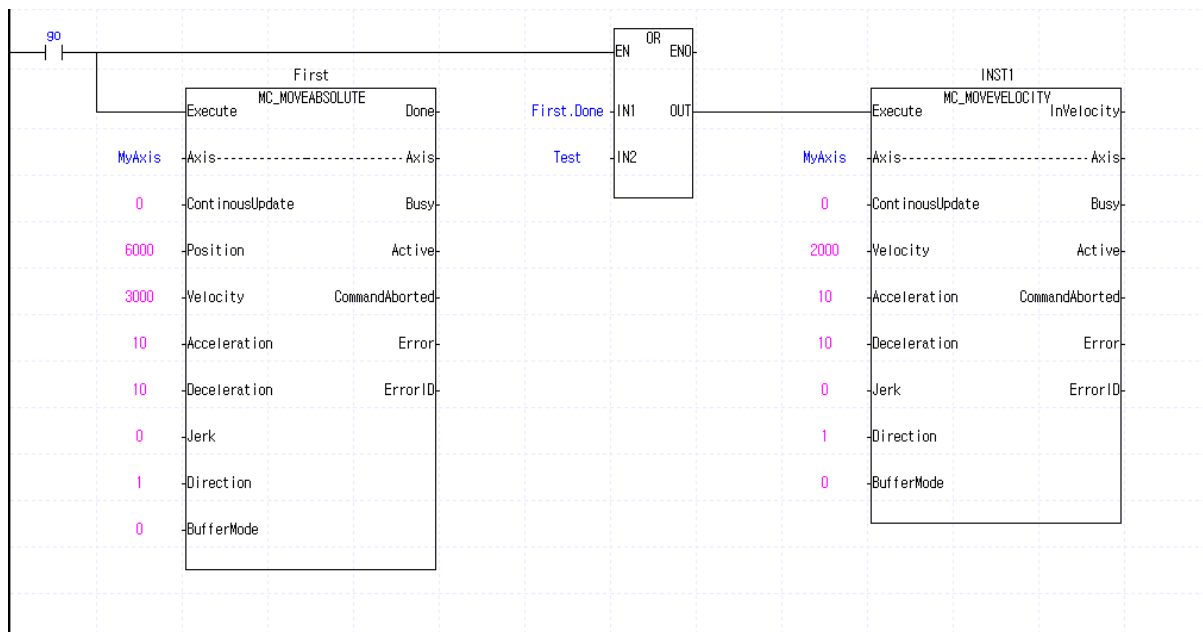 go
OR
EN ENO
First
INST1
MC_MOVEABSOLUTE
MC_MOVEVELOCITY
Execute Done
First.Done IN1 OUT
Execute InVelocity
MyAxis Axis Axis
Test IN2
MyAxis Axis Axis
0 ContinousUpdate Busy
0 ContinousUpdate Busy
6000 Position Active
2000 Velocity Active
3000 Velocity CommandAborted
10 Acceleration CommandAborted
10 Acceleration Error
10 Deceleration Error
10 Deceleration ErrorID
0 Jerk ErrorID
0 Jerk
1 Direction
1 Direction
0 BufferMode
0 BufferMode